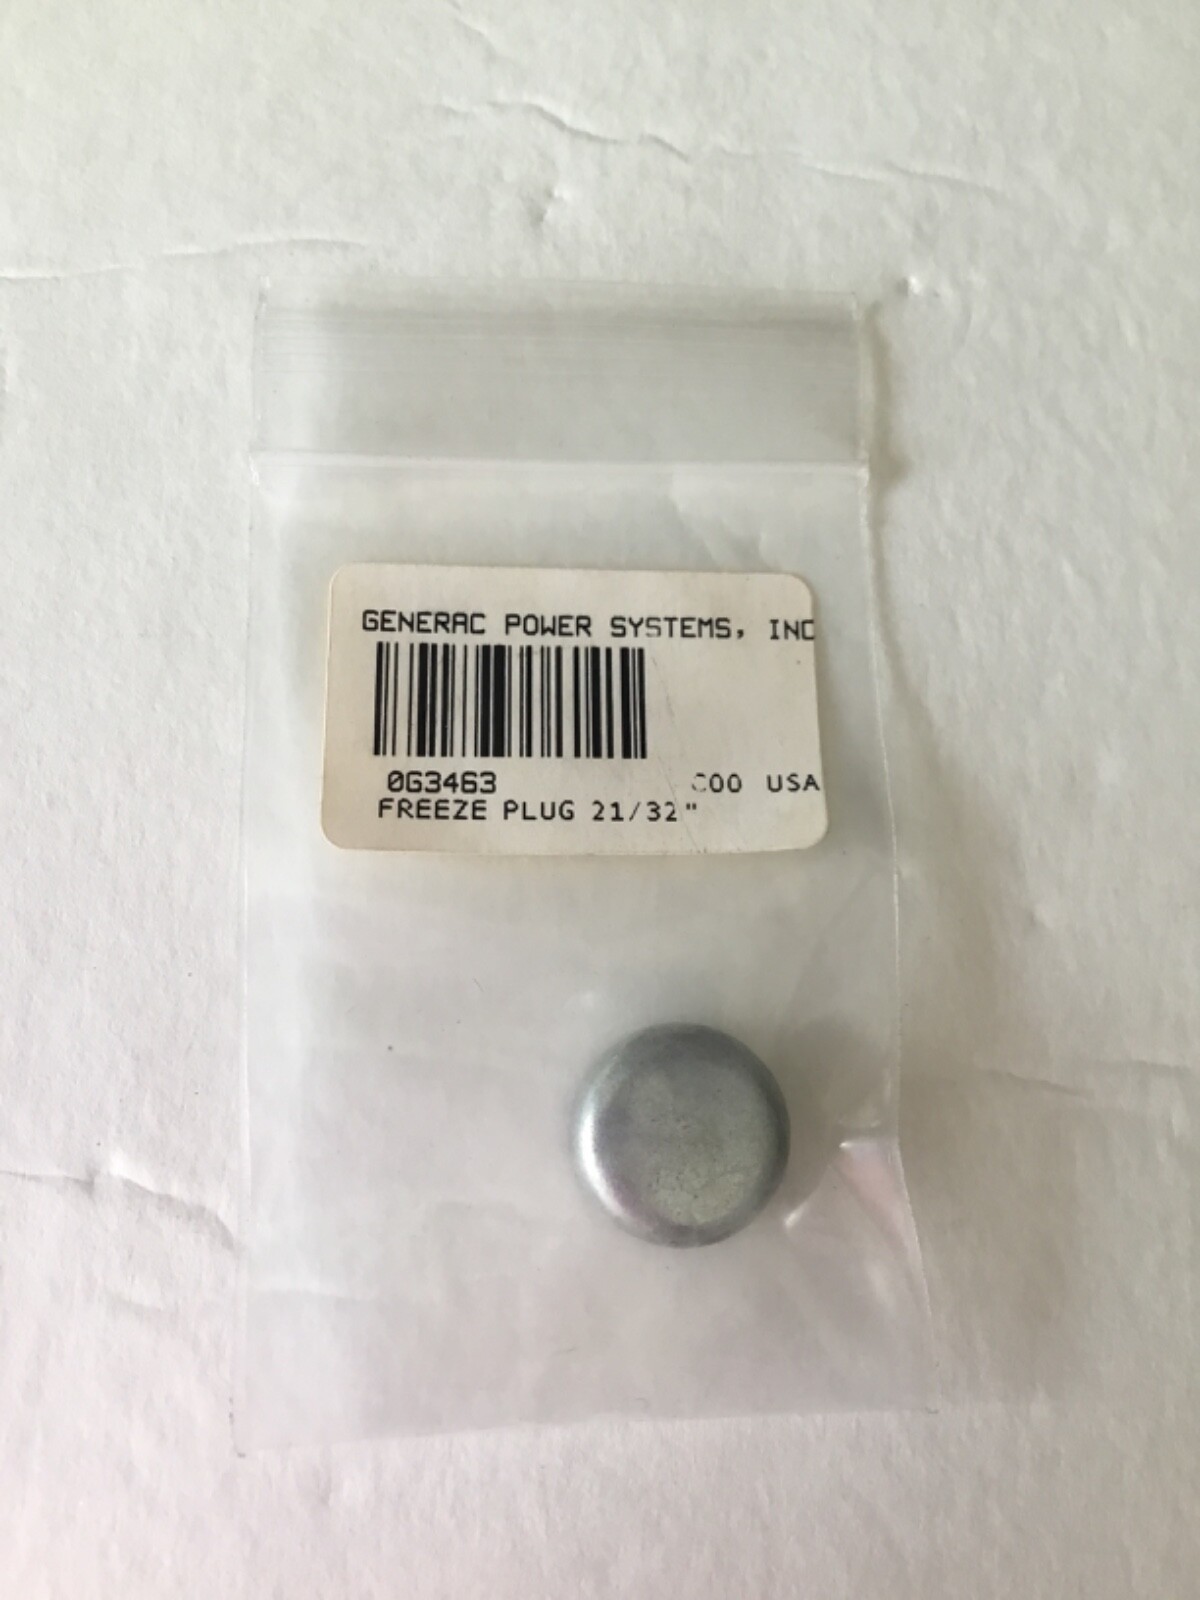 GENERAC POWER SYSTEMS, INC
0G3463 COO USA
FREEZE PLUG 21/32"